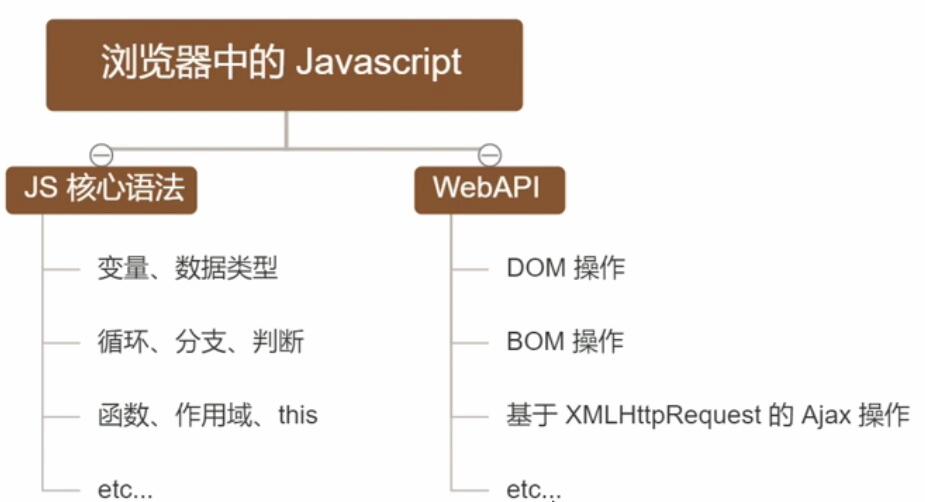 浏览器中的 Javascript
JS 核心语法
变量、数据类型
循环、分支、判断
函数、作用域、this
etc...
WebAPI
DOM 操作
BOM 操作
基于 XMLHttpRequest 的 Ajax 操作
etc...